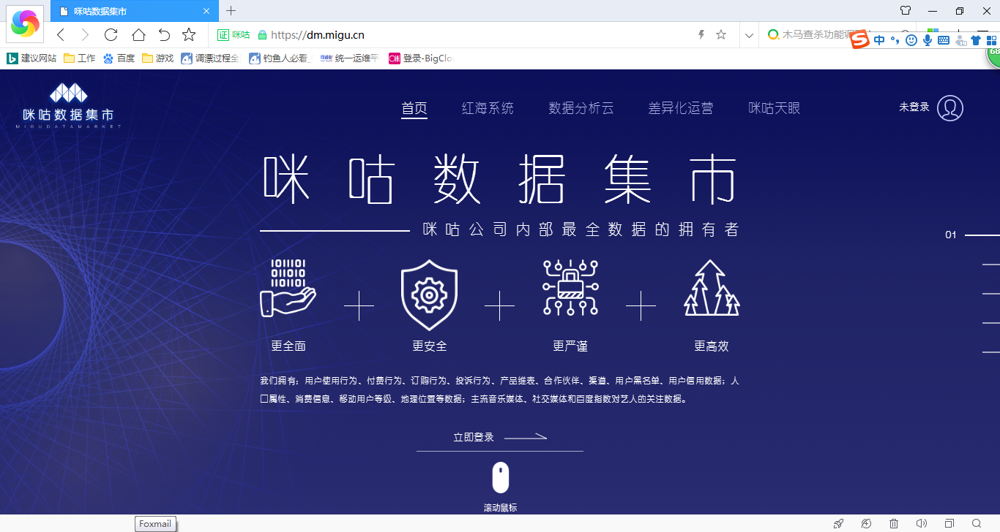 咪咕数据集市
证 咪咕 https://dm.migu.cn
木马查杀功能
中
68
建议网站 工作 百度 游戏 调漂过程全 钓鱼人必看_ 统一运维平 登录-BigClo
咪咕数据集市
MIGUDATAMARKET
首页 红海系统 数据分析云 差异化运营 咪咕天眼 未登录
咪咕数据集市
咪咕公司内部最全数据的拥有者
01
更全面 更安全 更严谨 更高效
我们拥有：用户使用行为、付费行为、订购行为、投诉行为、产品维表、合作伙伴、渠道、用户黑名单、用户信用数据；人
口属性、消费信息、移动用户等级、地理位置等数据；主流音乐媒体、社交媒体和百度指数对艺人的关注数据。
立即登录
滚动鼠标
Foxmail